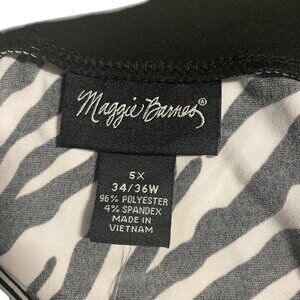 Maggie Barnes®
5X
34/36W
96% POLYESTER
4% SPANDEX
MADE IN
VIETNAM